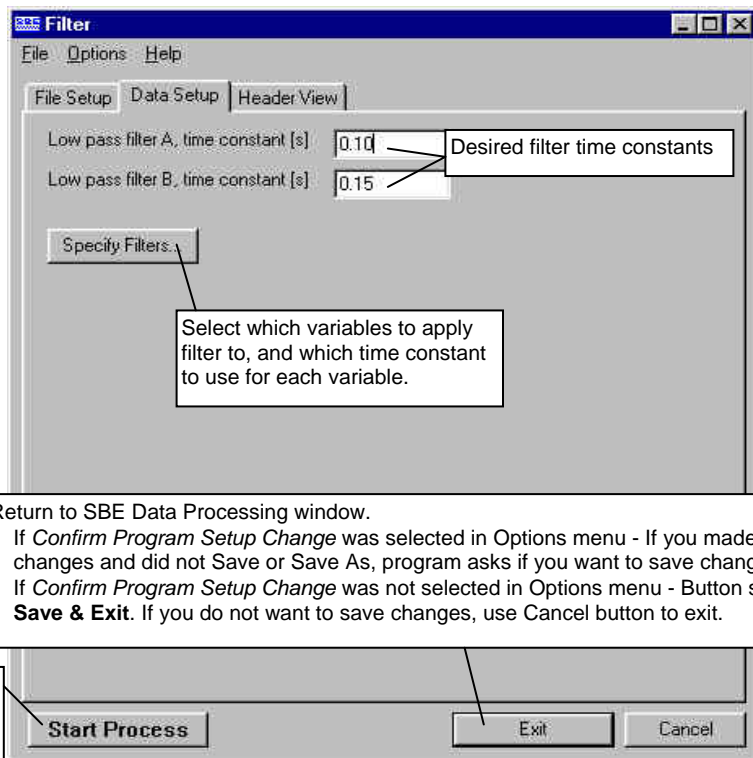 SBE Filter
File Options Help
File Setup Data Setup Header View
Low pass filter A, time constant [s] 0.10
Desired filter time constants
Low pass filter B, time constant [s] 0.15
Specify Filters...
Select which variables to apply
filter to, and which time constant
to use for each variable.
Return to SBE Data Processing window.
If Confirm Program Setup Change was selected in Options menu - If you made
changes and did not Save or Save As, program asks if you want to save
If Confirm Program Setup Change was not selected in Options menu - Button
Save & Exit. If you do not want to save changes, use Cancel button to exit.
Start Process Exit Cancel